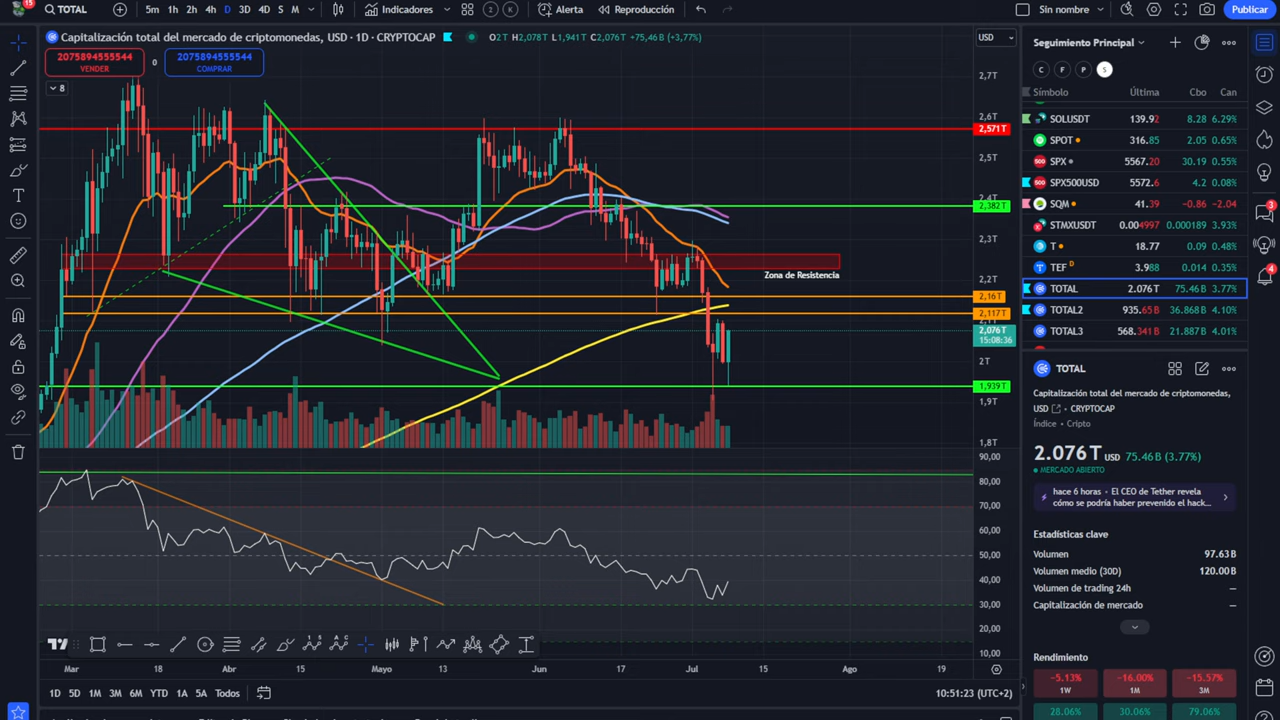 15
TOTAL
5m 1h 2h 4h D 3D 4D S M
Indicadores
2
K
Alerta
Reproducción
Sin nombre
Publicar
Capitalización total del mercado de criptomonedas, USD · 1D · CRYPTOCAP
O2T H2,078T L1,941T C2,076T +75,46B (+3,77%)
USD
2075894555544
VENDER
0
2075894555544
COMPRAR
8
2,7T
2,6T
2,571T
2,5T
2,4T
2,382T
2,3T
2,2T
2,16T
2,117T
2,1T
2,076T
15:08:36
2T
1,939T
1,9T
1,8T
Zona de Resistencia
90,00
80,00
70,00
60,00
50,00
40,00
30,00
20,00
10,00
Mar 18 Abr 15 Mayo 13 Jun 17 Jul 15 Ago 19
1D 5D 1M 3M 6M YTD 1A 5A Todos
10:51:23 (UTC+2)
Seguimiento Principal
C F P S
Símbolo Última Cbo Can
SOLUSDT 139.92 8.28 6.29%
SPOT 316.85 2.05 0.65%
SPX 5567.20 30.19 0.55%
SPX500USD 5572.6 4.2 0.08%
SQM 41.39 −0.86 −2.04
STMXUSDT 0.004997 0.000189 3.93%
T 18.77 0.09 0.48%
TEF D 3.988 0.014 0.35%
TOTAL 2.076T 75.46B 3.77%
TOTAL2 935.65B 36.868B 4.10%
TOTAL3 568.341B 21.887B 4.01%
TOTAL
Capitalización total del mercado de criptomonedas,
USD CRYPTOCAP
Índice · Cripto
2.076T USD 75.46B (3.77%)
MERCADO ABIERTO
hace 6 horas · El CEO de Tether revela
cómo se podría haber prevenido el hack...
Estadísticas clave
Volumen 97.63B
Volumen medio (30D) 120.00B
Volumen de trading 24h —
Capitalización de mercado —
Rendimiento
−5.13%
1W
−16.00%
1M
−15.57%
3M
28.06%
30.06%
79.06%
3
4